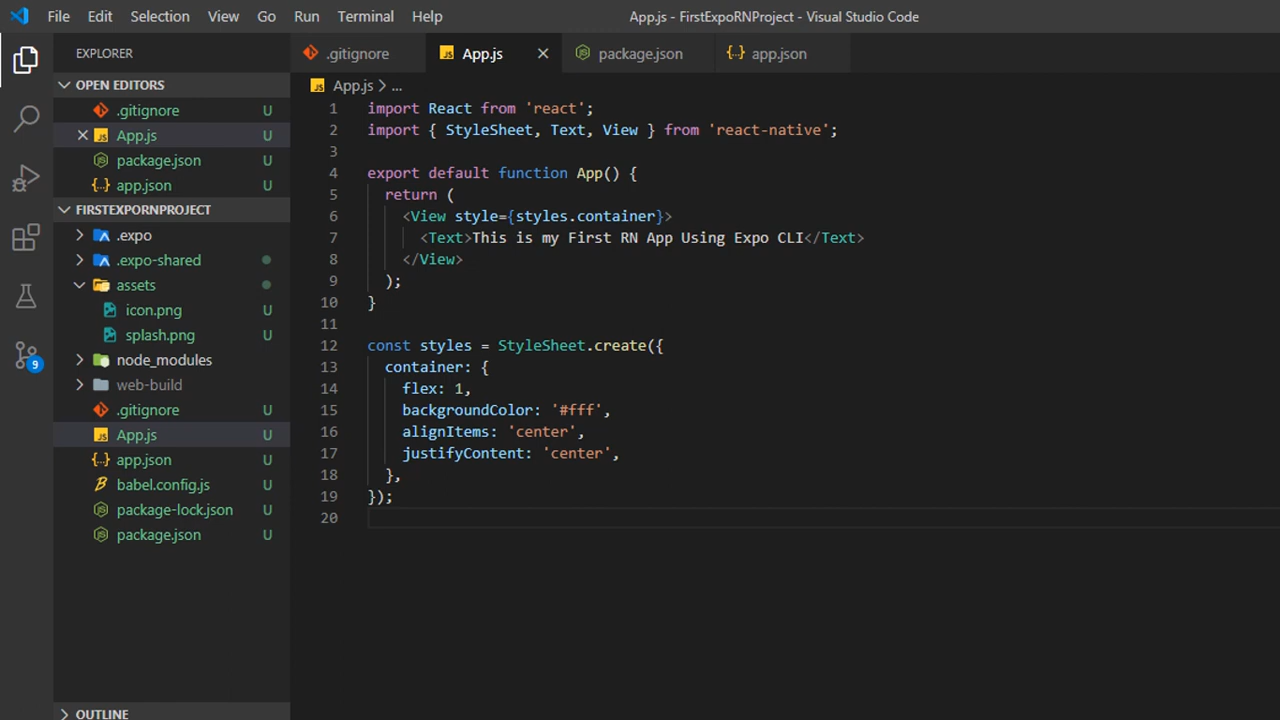 File Edit Selection View Go Run Terminal Help App.js - FirstExpoRNProject - Visual Studio Code
EXPLORER
OPEN EDITORS
.gitignore U
App.js U
package.json U
app.json U
FIRSTEXPORNPROJECT
.expo
.expo-shared
assets
icon.png U
splash.png U
node_modules
web-build
.gitignore U
App.js U
app.json U
babel.config.js U
package-lock.json U
package.json U
OUTLINE
9
.gitignore App.js package.json app.json
App.js > ...
1 import React from 'react';
2 import { StyleSheet, Text, View } from 'react-native';
3
4 export default function App() {
5   return (
6     <View style={styles.container}>
7       <Text>This is my First RN App Using Expo CLI</Text>
8     </View>
9   );
10 }
11
12 const styles = StyleSheet.create({
13   container: {
14     flex: 1,
15     backgroundColor: '#fff',
16     alignItems: 'center',
17     justifyContent: 'center',
18   },
19 });
20